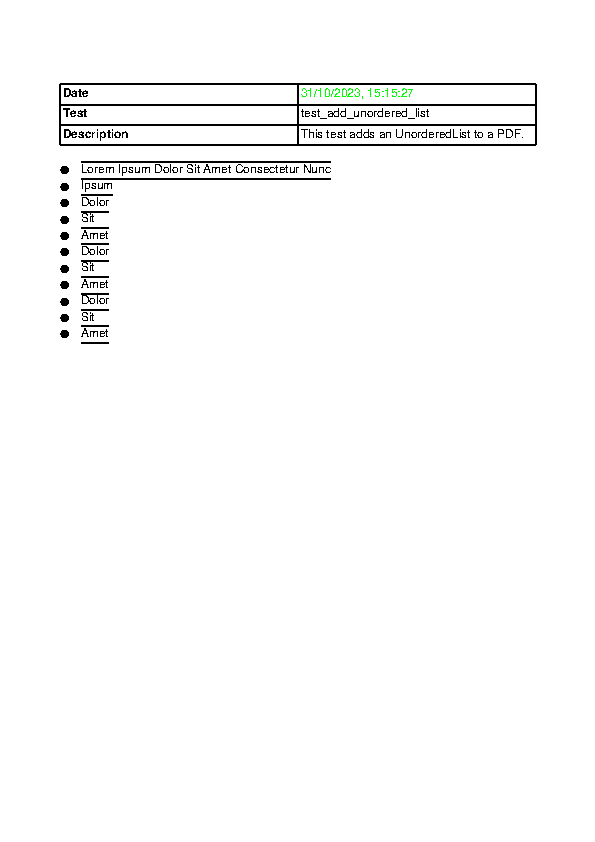 Date 31/10/2023, 15:15:27
Test test_add_unordered_list
Description This test adds an UnorderedList to a PDF.
● Lorem Ipsum Dolor Sit Amet Consectetur Nunc
● Ipsum
● Dolor
● Sit
● Amet
● Dolor
● Sit
● Amet
● Dolor
● Sit
● Amet